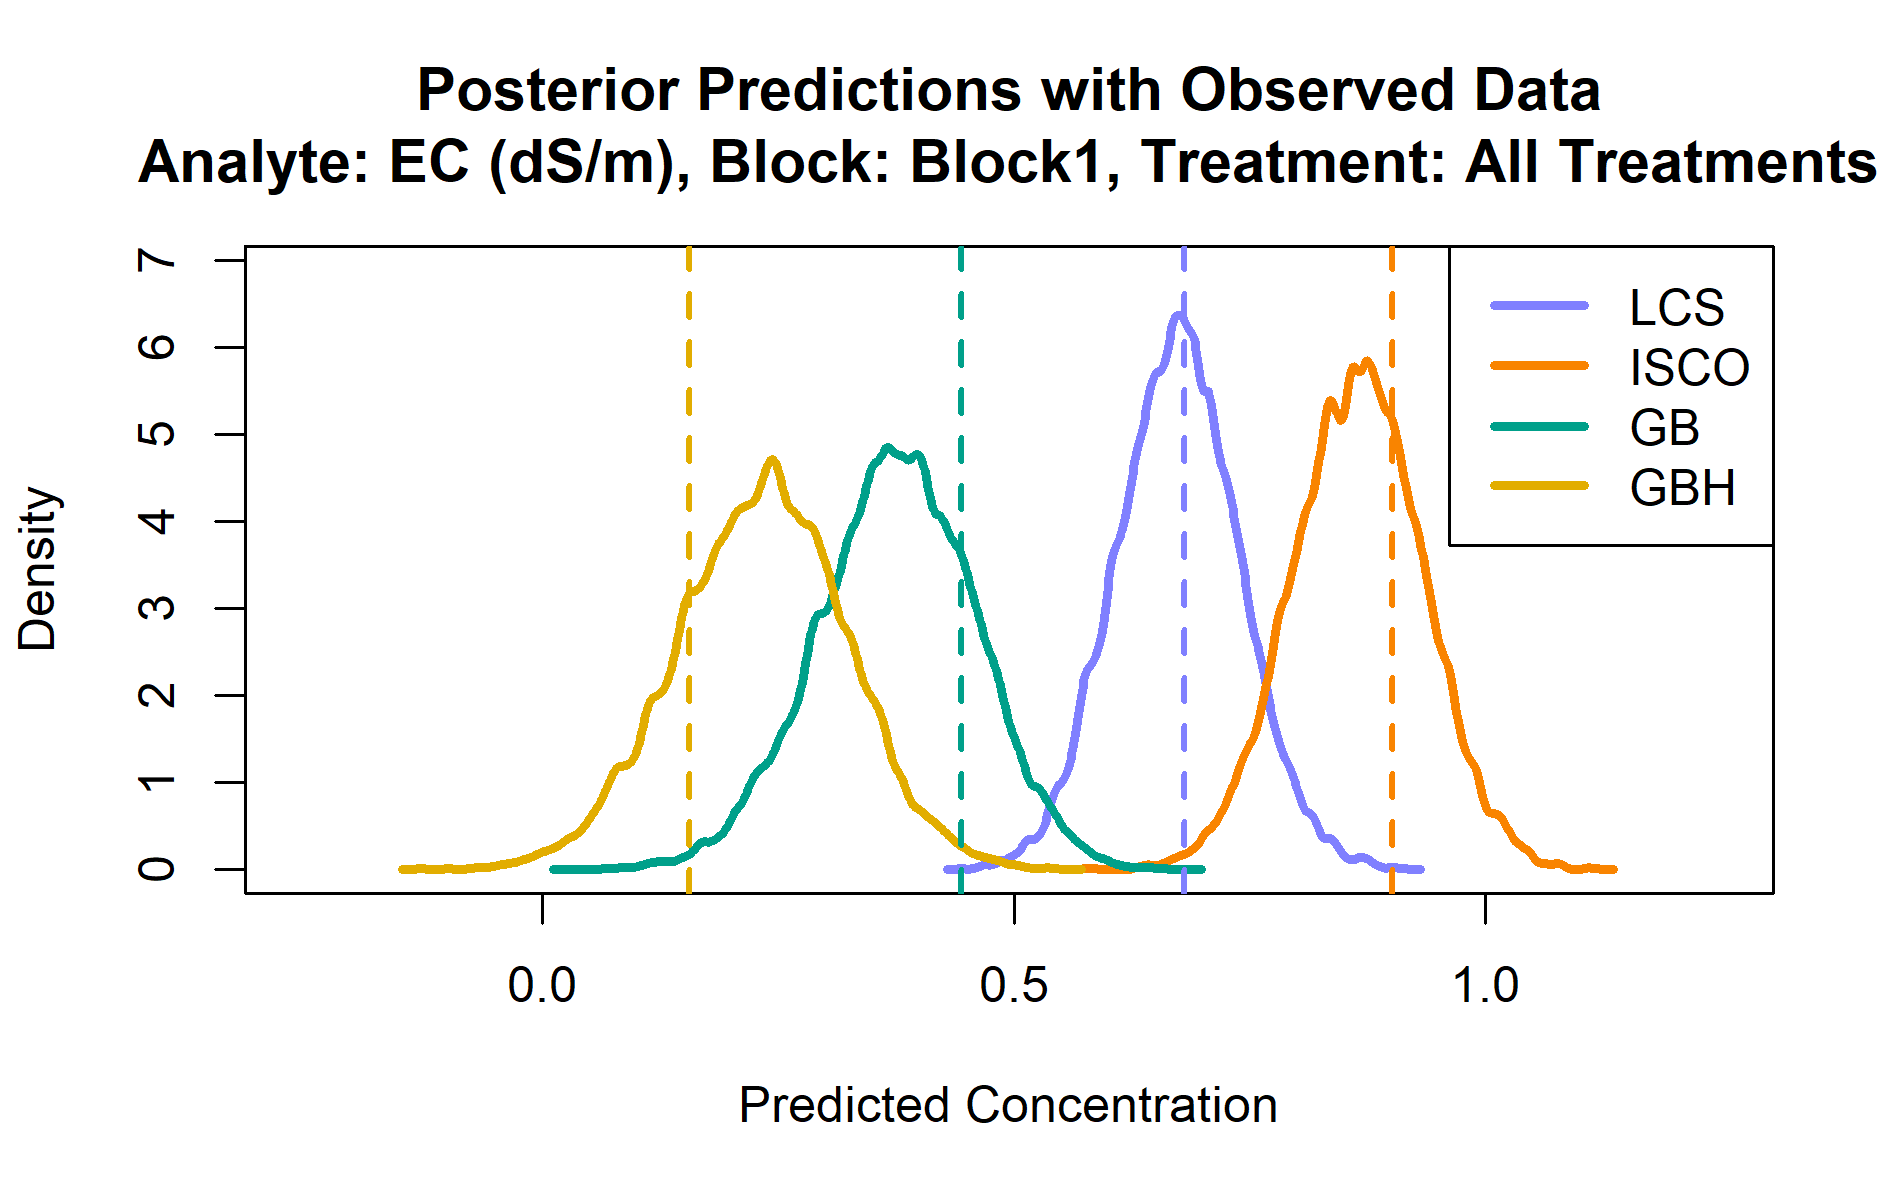 Posterior Predictions with Observed Data
Analyte: EC (dS/m), Block: Block1, Treatment: All Treatments
7
6
5
4
3
2
1
0
Density
LCS
ISCO
GB
GBH
0.0 0.5 1.0
Predicted Concentration